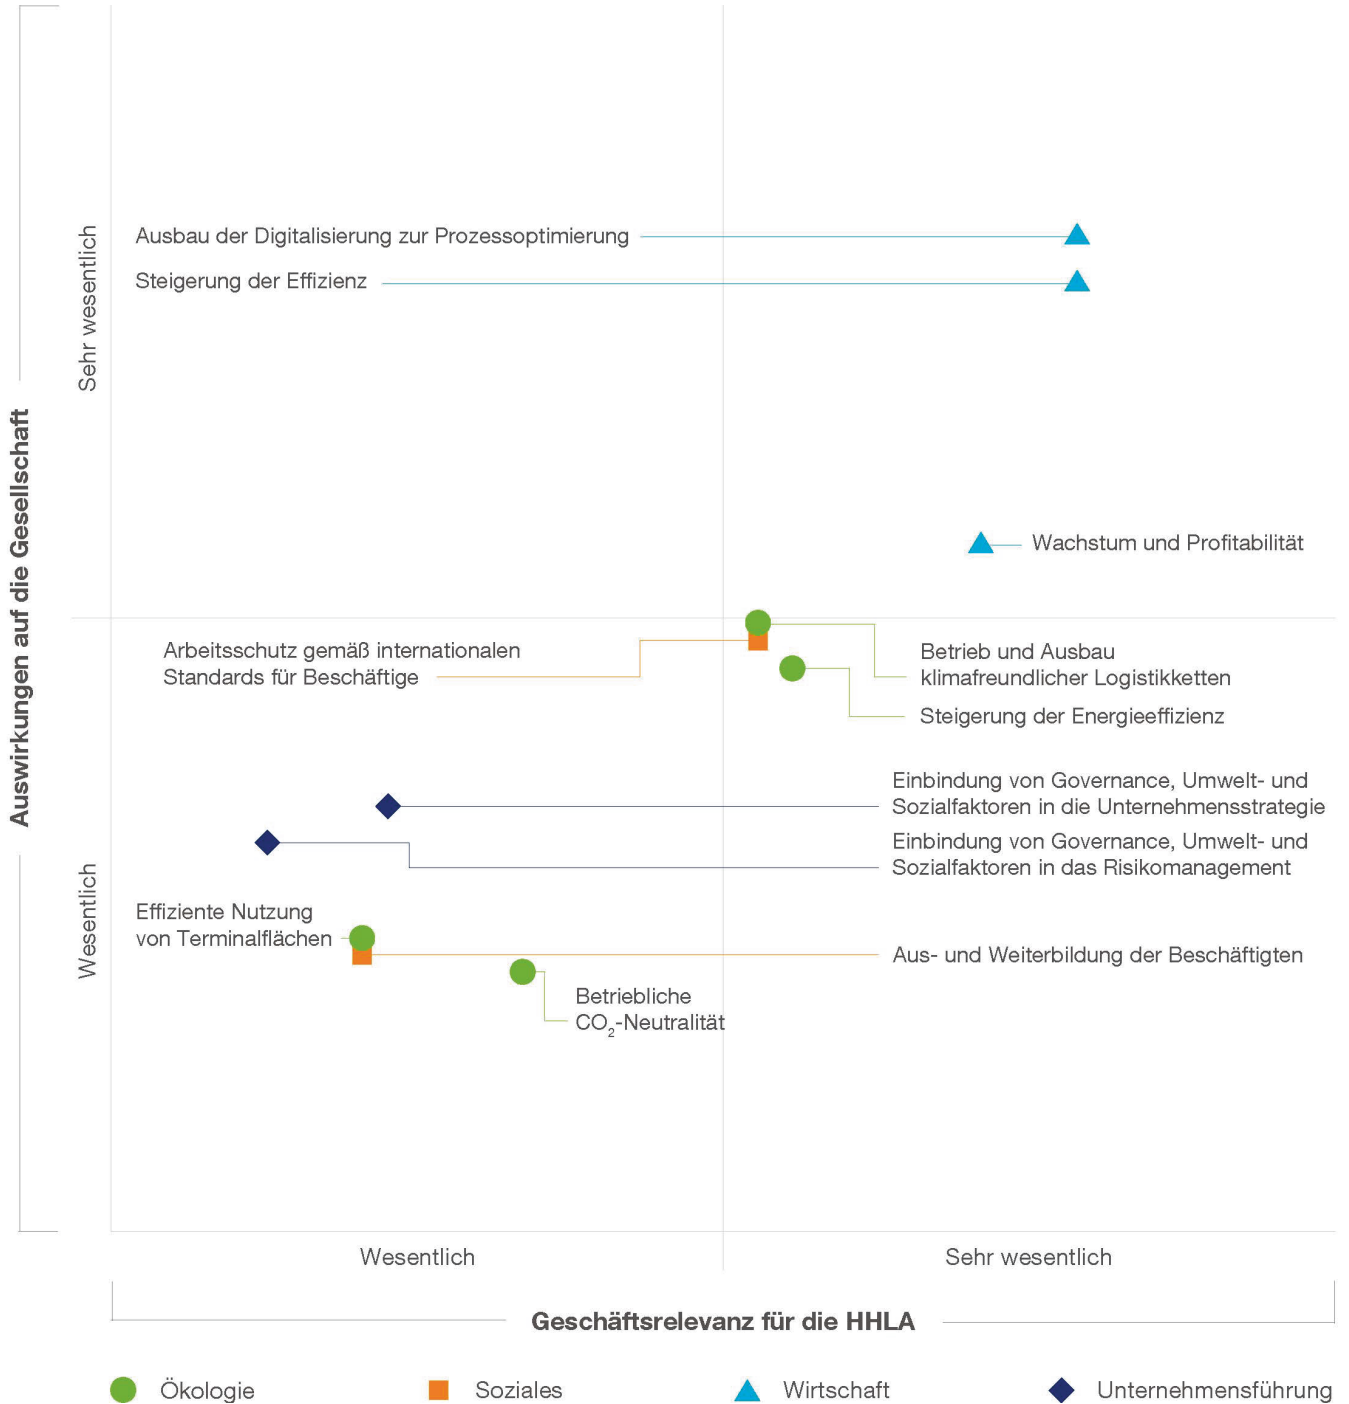 Auswirkungen auf die Gesellschaft
Sehr wesentlich
Wesentlich
Ausbau der Digitalisierung zur Prozessoptimierung
Steigerung der Effizienz
Wachstum und Profitabilität
Arbeitsschutz gemäß internationalen
Standards für Beschäftige
Betrieb und Ausbau
klimafreundlicher Logistikketten
Steigerung der Energieeffizienz
Einbindung von Governance, Umwelt- und
Sozialfaktoren in die Unternehmensstrategie
Einbindung von Governance, Umwelt- und
Sozialfaktoren in das Risikomanagement
Effiziente Nutzung
von Terminalflächen
Aus- und Weiterbildung der Beschäftigten
Betriebliche
CO₂-Neutralität
Wesentlich
Sehr wesentlich
Geschäftsrelevanz für die HHLA
Ökologie
Soziales
Wirtschaft
Unternehmensführung